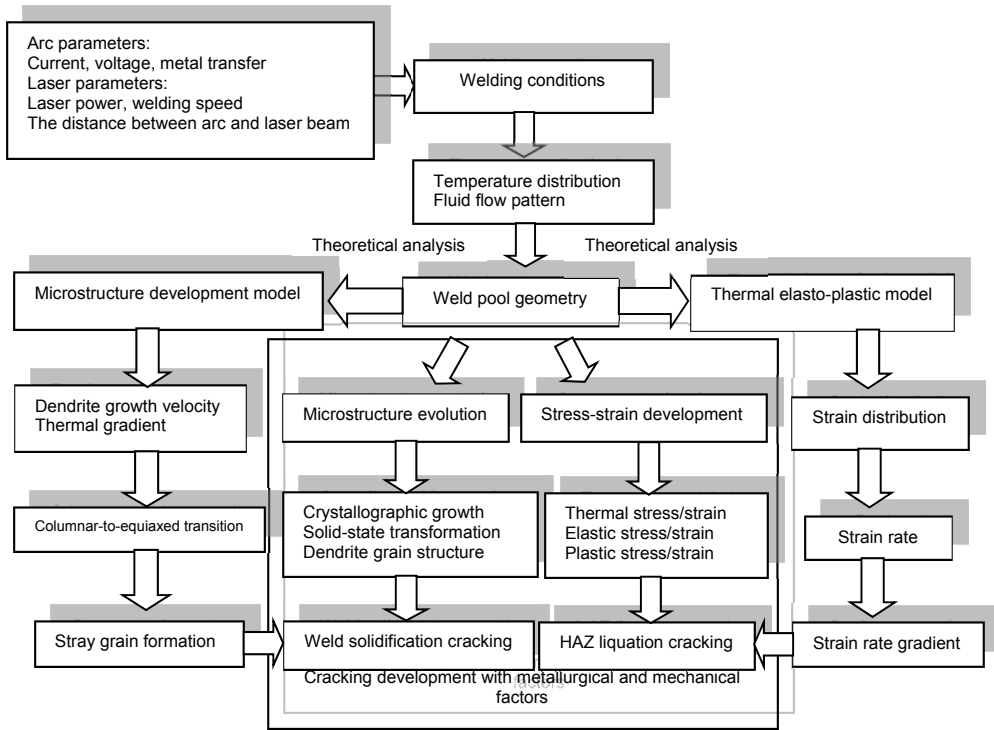 Arc parameters:
Current, voltage, metal transfer
Laser parameters:
Laser power, welding speed
The distance between arc and laser beam
Welding conditions
Temperature distribution
Fluid flow pattern
Theoretical analysis
Theoretical analysis
Microstructure development model
Weld pool geometry
Thermal elasto-plastic model
Dendrite growth velocity
Thermal gradient
Microstructure evolution
Stress-strain development
Strain distribution
Columnar-to-equiaxed transition
Crystallographic growth
Solid-state transformation
Dendrite grain structure
Thermal stress/strain
Elastic stress/strain
Plastic stress/strain
Strain rate
Stray grain formation
Weld solidification cracking
HAZ liquation cracking
Strain rate gradient
Cracking development with metallurgical and mechanical
factors